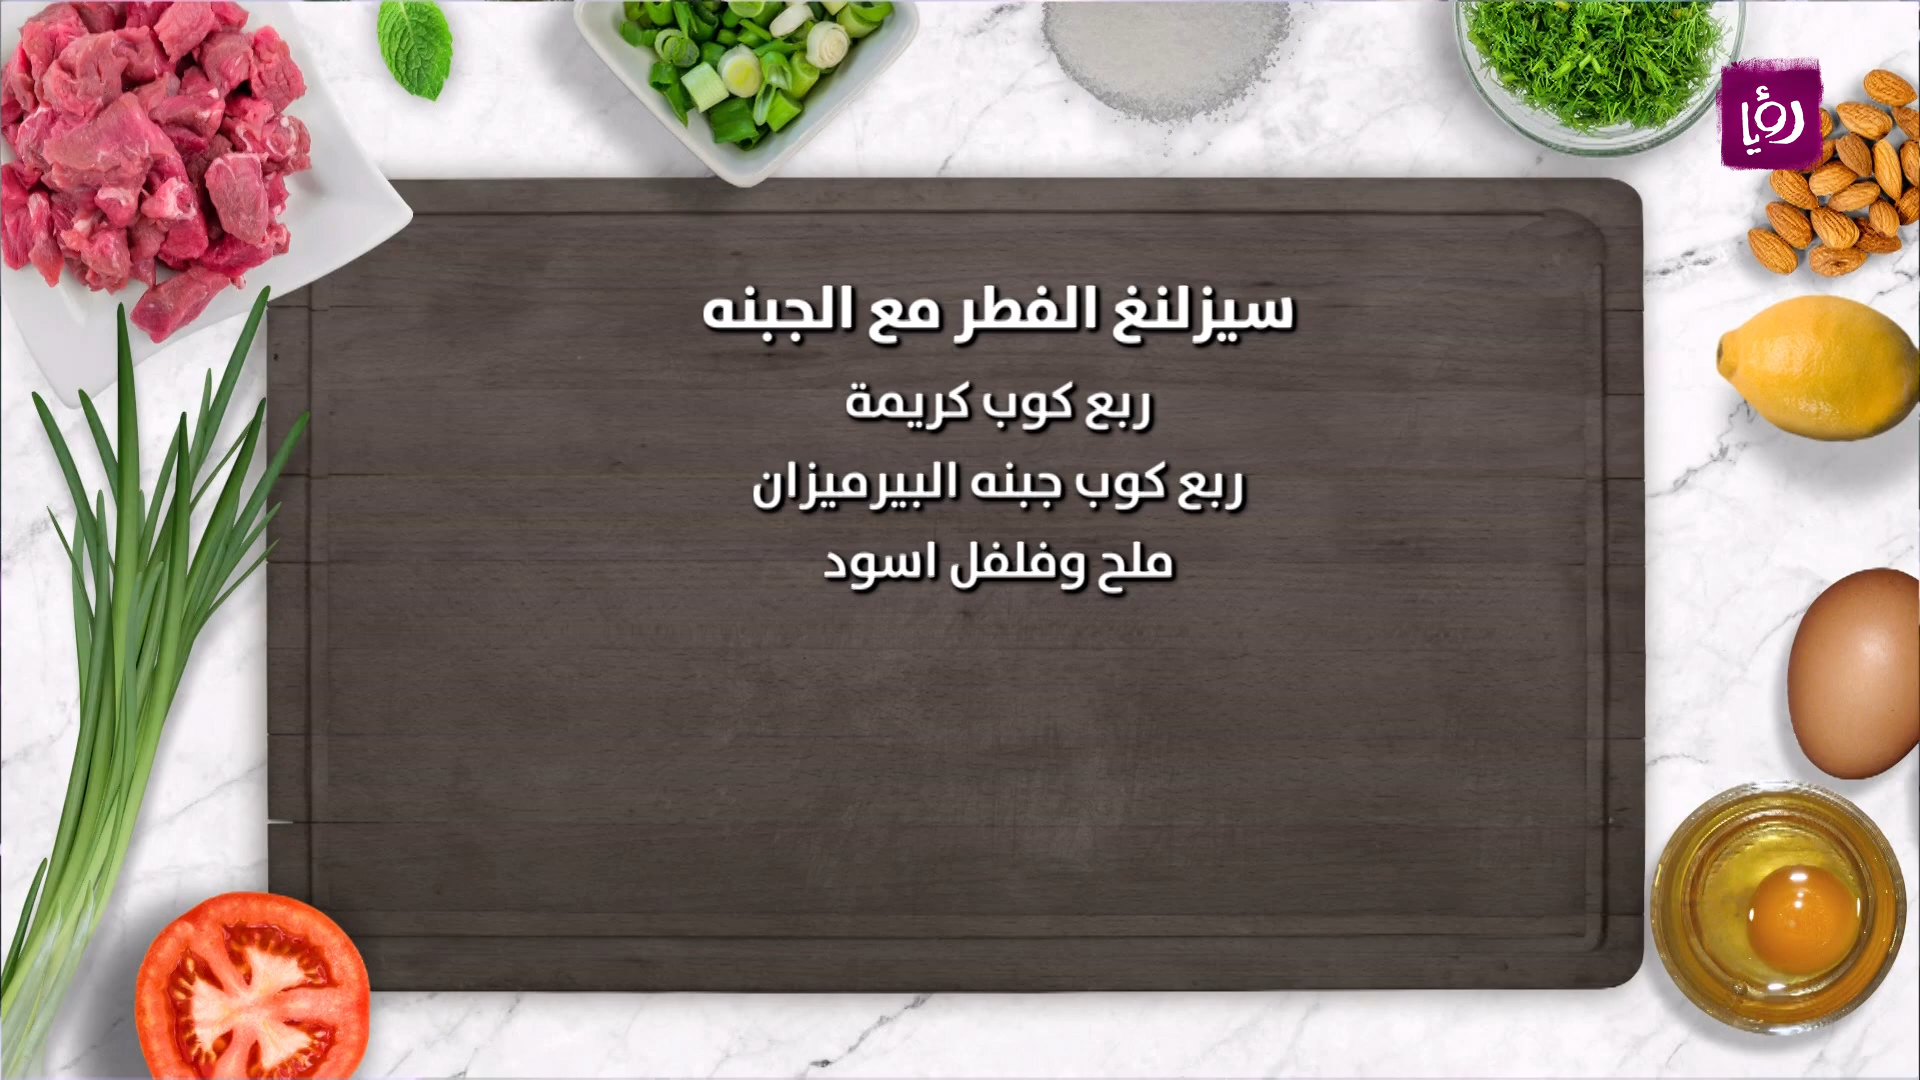 رؤيا
سيزلنغ الفطر مع الجبنه
ربع كوب كريمة
ربع كوب جبنه البيرميزان
ملح وفلفل اسود